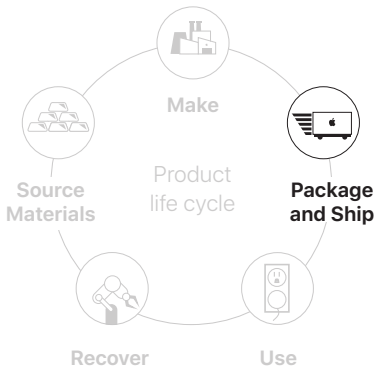 Make
Source
Materials
Product
life cycle
Package
and Ship
Recover
Use